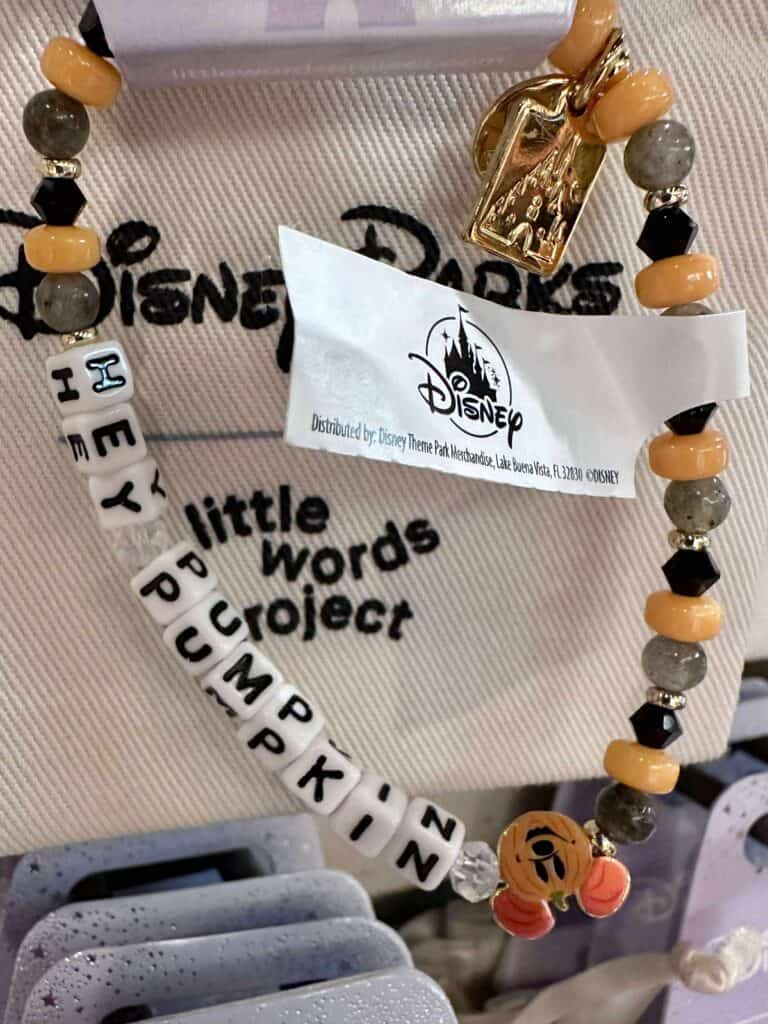 DISNEY PARKS
DISNEY
Distributed by: Disney Theme Park Merchandise, Lake Buena Vista, FL 32830 ©DISNEY
HEY
PUMPKIN
little
words
project